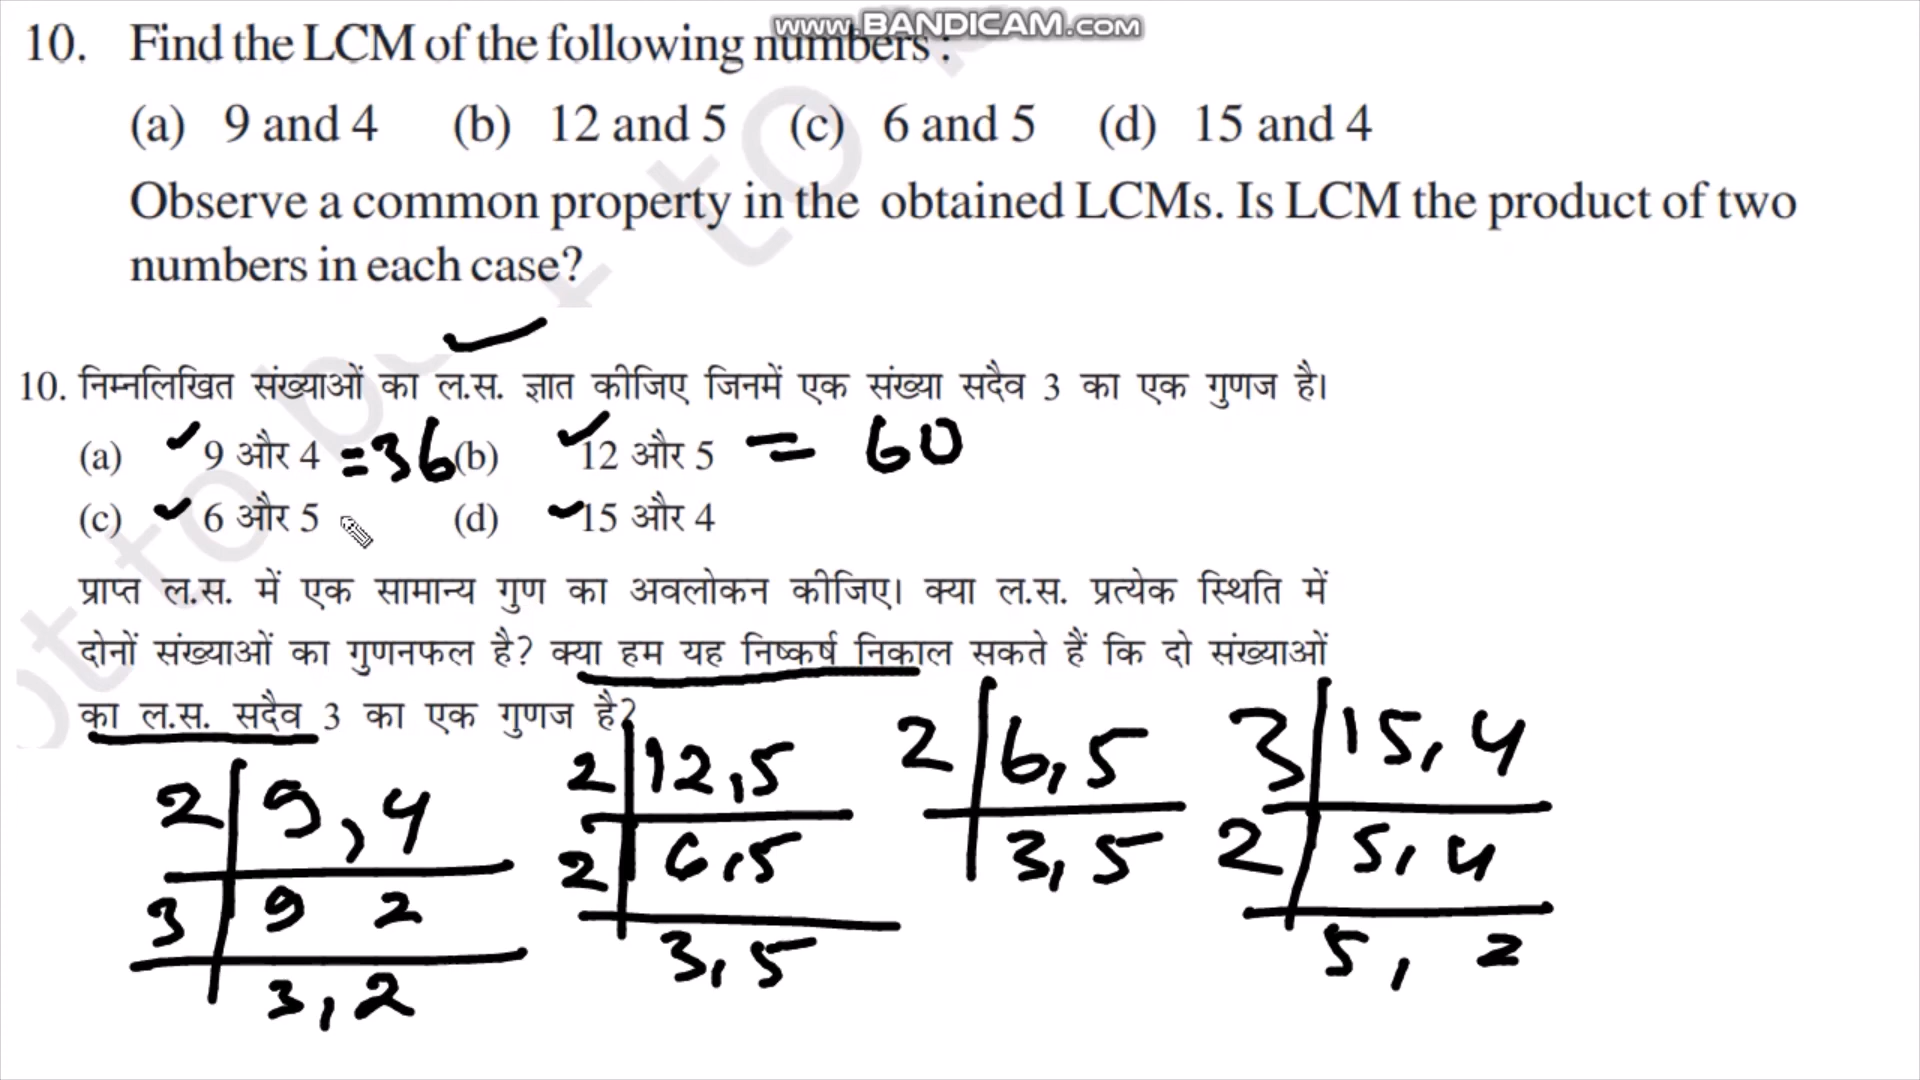 www.BANDICAM.com
10. Find the LCM of the following numbers :
(a) 9 and 4 (b) 12 and 5 (c) 6 and 5 (d) 15 and 4
Observe a common property in the obtained LCMs. Is LCM the product of two
numbers in each case?
10. निम्नलिखित संख्याओं का ल.स. ज्ञात कीजिए जिनमें एक संख्या सदैव 3 का एक गुणज है।
(a) 9 और 4 = 36 (b) 12 और 5 = 60
(c) 6 और 5 (d) 15 और 4
प्राप्त ल.स. में एक सामान्य गुण का अवलोकन कीजिए। क्या ल.स. प्रत्येक स्थिति में
दोनों संख्याओं का गुणनफल है? क्या हम यह निष्कर्ष निकाल सकते हैं कि दो संख्याओं
का ल.स. सदैव 3 का एक गुणज है?
2 9, 4
3 9 2
3, 2
2 12, 5
2 6, 5
3, 5
2 6, 5
3, 5
3 15, 4
2 5, 4
5, 2